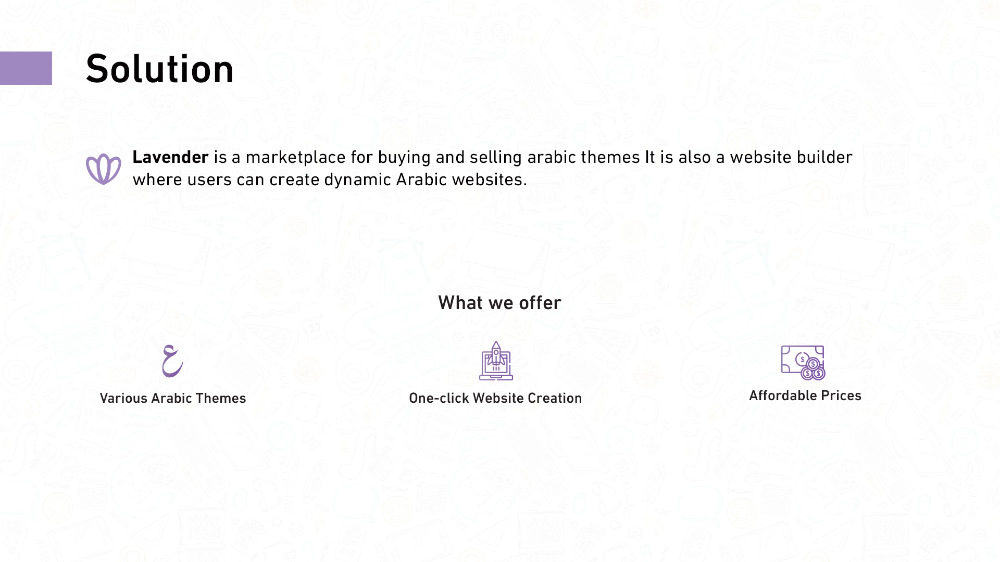 Solution
Lavender is a marketplace for buying and selling arabic themes It is also a website builder
where users can create dynamic Arabic websites.
What we offer
ع
Various Arabic Themes
One-click Website Creation
Affordable Prices